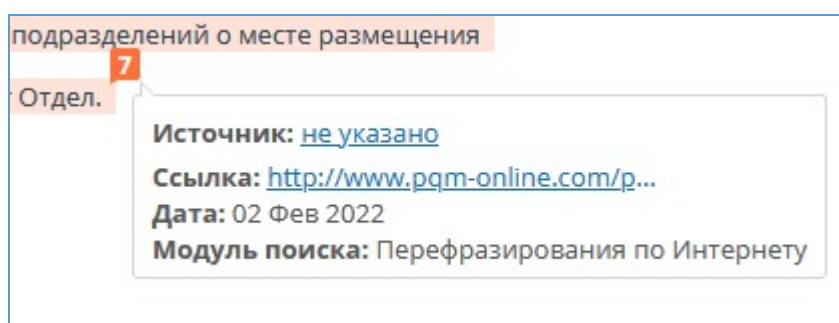 подразделений о месте размещения
7
Отдел.
Источник: не указано
Ссылка: http://www.pqm-online.com/p...
Дата: 02 Фев 2022
Модуль поиска: Перефразирования по Интернету